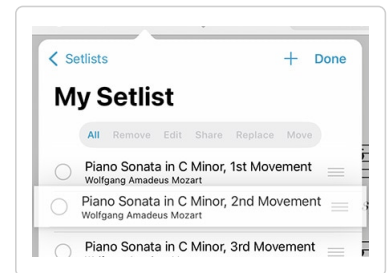 Setlists
Done
My Setlist
All Remove Edit Share Replace Move
Piano Sonata in C Minor, 1st Movement
Wolfgang Amadeus Mozart
Piano Sonata in C Minor, 2nd Movement
Wolfgang Amadeus Mozart
Piano Sonata in C Minor, 3rd Movement